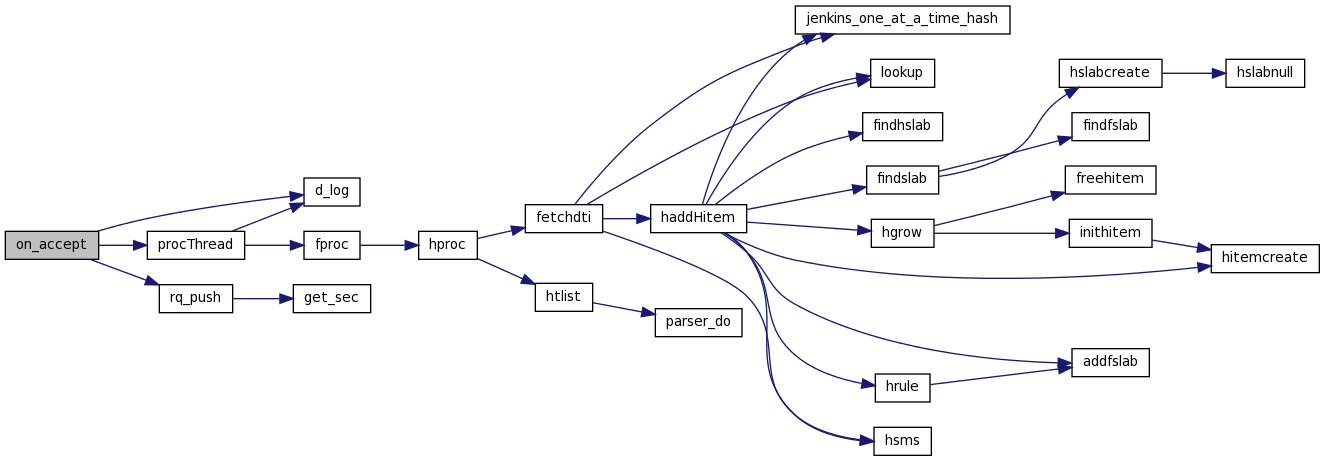 jenkins_one_at_a_time_hash
lookup
hslabcreate
hslabnull
findhslab
findfslab
findslab
freehitem
d_log
fetchdti
haddHitem
hgrow
inithitem
on_accept
procThread
fproc
hproc
hitemcreate
rq_push
get_sec
htlist
parser_do
addfslab
hrule
hsms